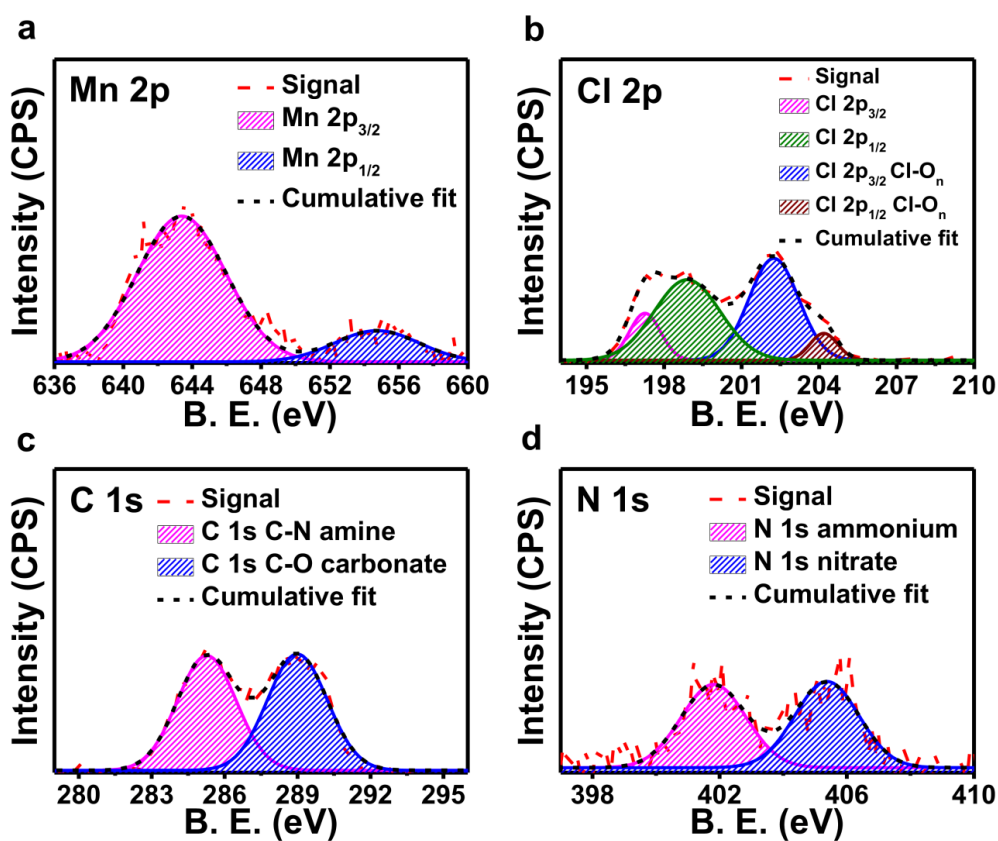 a
Mn 2p
Signal
Mn 2p3/2
Mn 2p1/2
Cumulative fit
Intensity (CPS)
636 640 644 648 652 656 660
B. E. (eV)
b
Cl 2p
Signal
Cl 2p3/2
Cl 2p1/2
Cl 2p3/2 Cl-On
Cl 2p1/2 Cl-On
Cumulative fit
Intensity (CPS)
195 198 201 204 207 210
B. E. (eV)
c
C 1s
Signal
C 1s C-N amine
C 1s C-O carbonate
Cumulative fit
Intensity (CPS)
280 283 286 289 292 295
B. E. (eV)
d
N 1s
Signal
N 1s ammonium
N 1s nitrate
Cumulative fit
Intensity (CPS)
398 402 406 410
B. E. (eV)